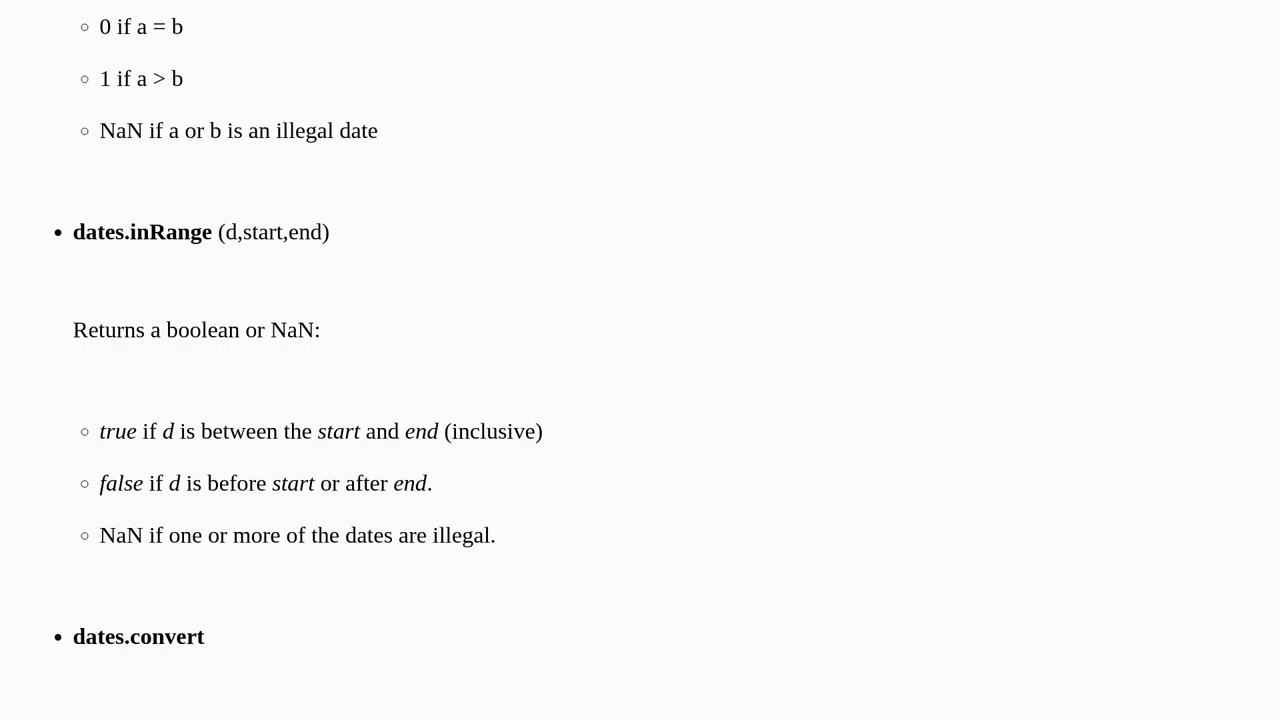 0 if a = b
1 if a > b
NaN if a or b is an illegal date
dates.inRange (d,start,end)
Returns a boolean or NaN:
true if d is between the start and end (inclusive)
false if d is before start or after end.
NaN if one or more of the dates are illegal.
dates.convert